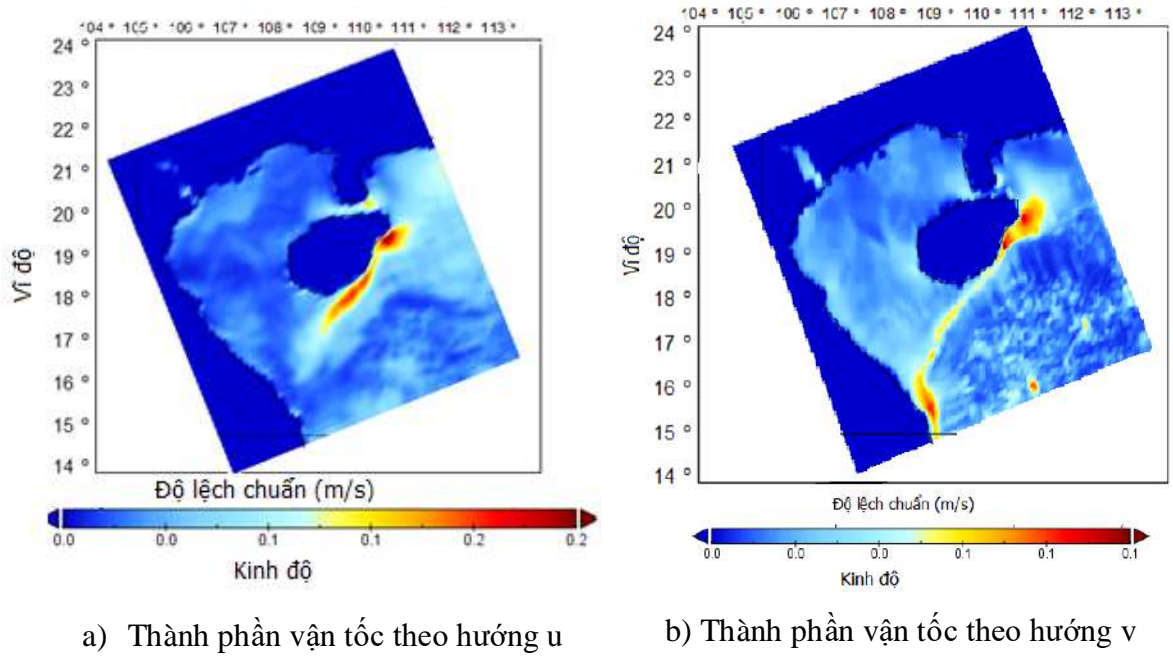 104 ° 105 ° 106 ° 107 ° 108 ° 109 ° 110 ° 111 ° 112 ° 113 °
24 °
23 °
22 °
21 °
20 °
19 °
18 °
17 °
16 °
15 °
14 °
Vĩ độ
Độ lệch chuẩn (m/s)
0.0 0.0 0.1 0.1 0.2 0.2
Kinh độ
a) Thành phần vận tốc theo hướng u
104 ° 105 ° 106 ° 107 ° 108 ° 109 ° 110 ° 111 ° 112 ° 113 °
24 °
23 °
22 °
21 °
20 °
19 °
18 °
17 °
16 °
15 °
14 °
Vĩ độ
Độ lệch chuẩn (m/s)
0.0 0.0 0.0 0.1 0.1 0.1
Kinh độ
b) Thành phần vận tốc theo hướng v